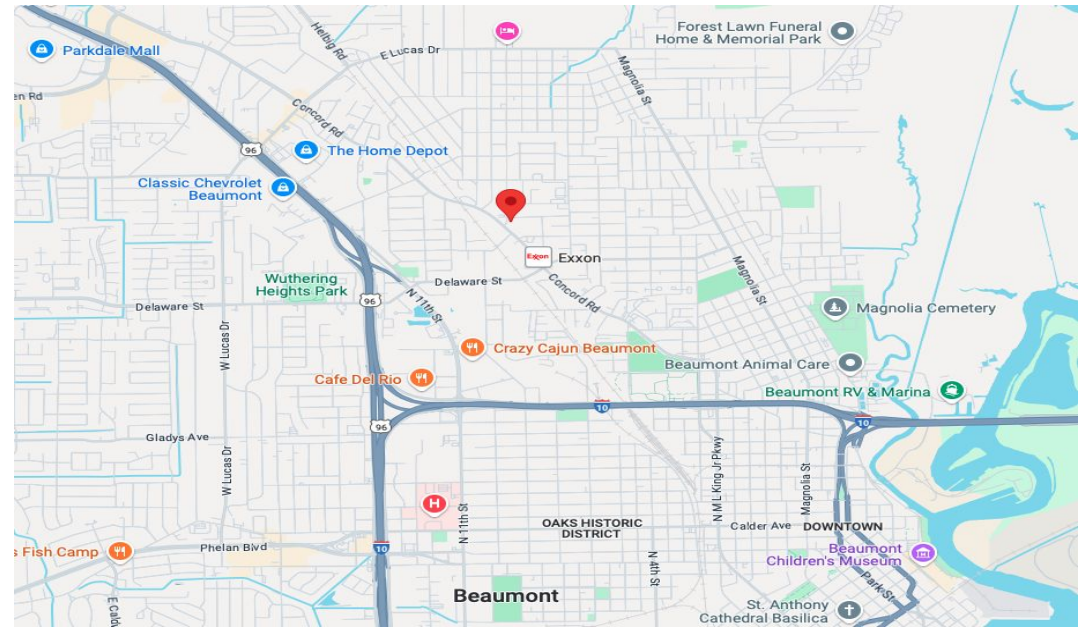 Forest Lawn Funeral
Home & Memorial Park
Helbig Rd
E Lucas Dr
Parkdale Mall
Magnolia St
en Rd
Concord Rd
96
The Home Depot
Classic Chevrolet
Beaumont
Exxon
Exxon
Delaware St
Wuthering
Heights Park
Magnolia St
Concord Rd
96
Delaware St
N 11th St
Magnolia Cemetery
W Lucas Dr
Crazy Cajun Beaumont
Beaumont Animal Care
Cafe Del Rio
Beaumont RV & Marina
10
10
96
Gladys Ave
W Lucas Dr
N M L King Jr Pkwy
Magnolia St
H
N 11th St
OAKS HISTORIC
DISTRICT
Calder Ave
DOWNTOWN
s Fish Camp
Phelan Blvd
10
N 4th St
Beaumont
Children's Museum
Park St
E Cald
Beaumont
St. Anthony
Cathedral Basilica